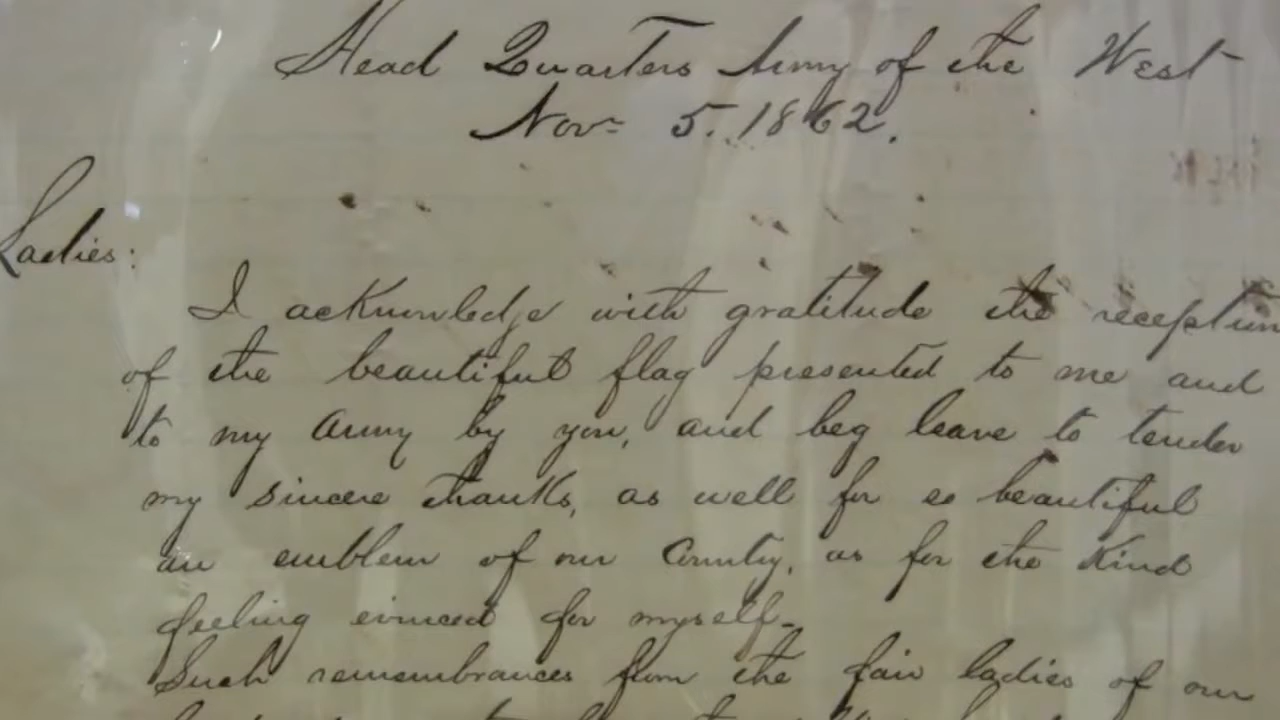 Head Quarters Army of the West
Nov. 5. 1862.
Ladies:
I acknowledge with gratitude the reception
of the beautiful flag presented to me and
to my Army by you, and beg leave to tender
my sincere thanks, as well for so beautiful
an emblem of our Country, as for the Kind
feeling evinced for myself-
Such remembrances from the fair ladies of our